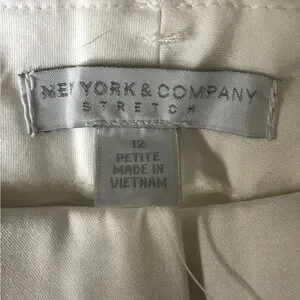 NEW YORK & COMPANY
STRETCH
12
PETITE
MADE IN
VIETNAM